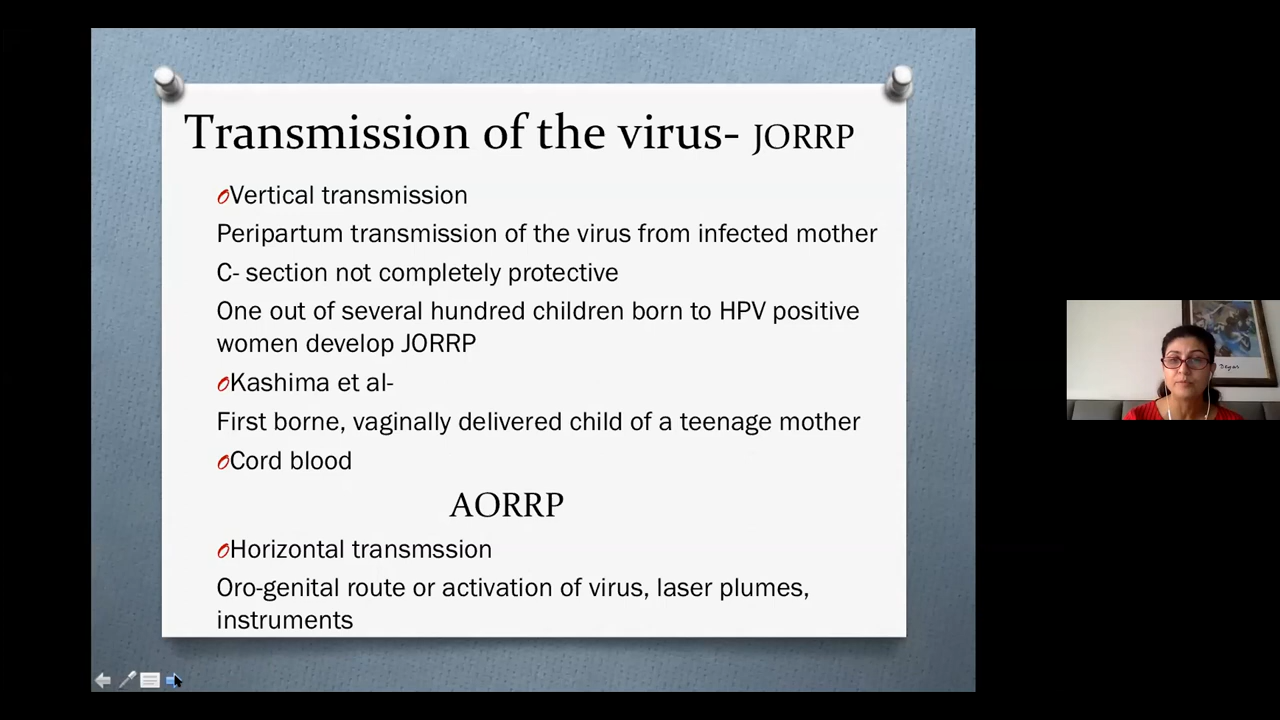 Transmission of the virus- JORRP
Vertical transmission
Peripartum transmission of the virus from infected mother
C- section not completely protective
One out of several hundred children born to HPV positive
women develop JORRP
Kashima et al-
First borne, vaginally delivered child of a teenage mother
Cord blood
AORRP
Horizontal transmssion
Oro-genital route or activation of virus, laser plumes,
instruments
Degas